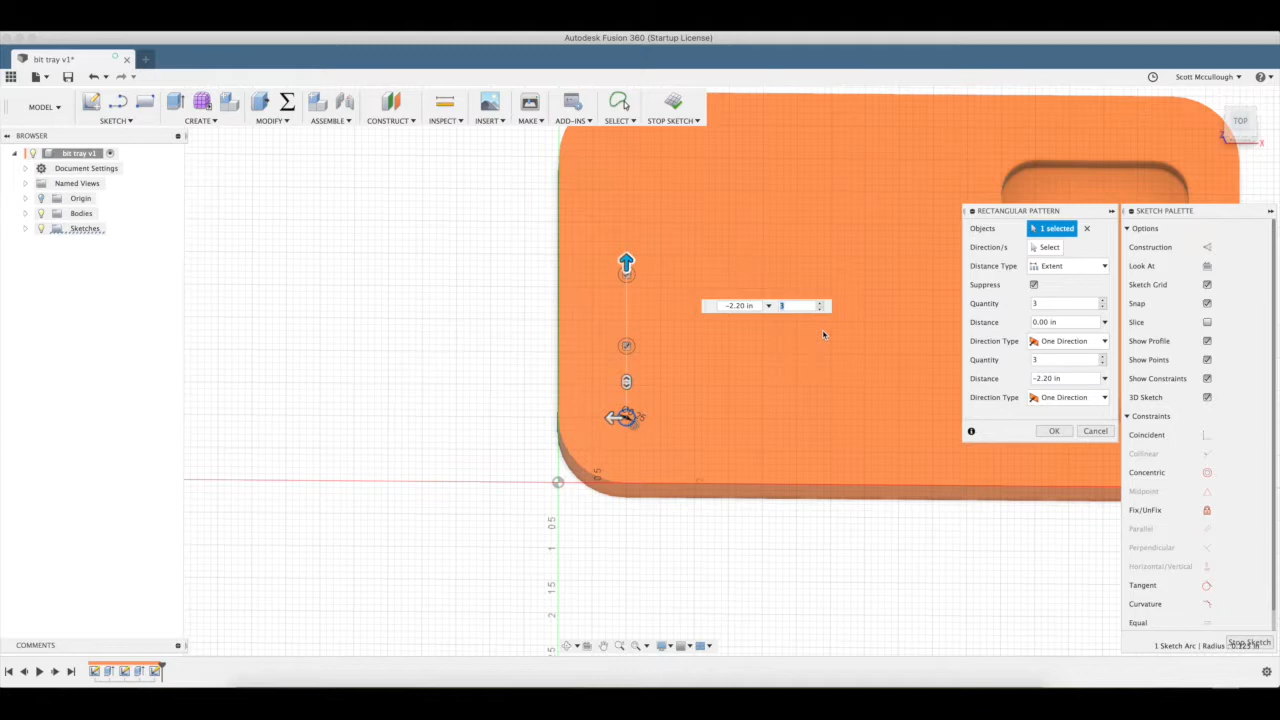 Autodesk Fusion 360 (Startup License)
bit tray v1*
Scott Mccullough
MODEL
SKETCH
CREATE
MODIFY
ASSEMBLE
CONSTRUCT
INSPECT
INSERT
MAKE
ADD-INS
SELECT
STOP SKETCH
BROWSER
bit tray v1
Document Settings
Named Views
Origin
Bodies
Sketches
TOP
Z
X
-2.20 in
3
0.5
0.5
1
1.5
2
RECTANGULAR PATTERN
Objects 1 selected
Direction/s Select
Distance Type Extent
Suppress
Quantity 3
Distance 0.00 in
Direction Type One Direction
Quantity 3
Distance -2.20 in
Direction Type One Direction
OK Cancel
SKETCH PALETTE
Options
Construction
Look At
Sketch Grid
Snap
Slice
Show Profile
Show Points
Show Constraints
3D Sketch
Constraints
Coincident
Collinear
Concentric
Midpoint
Fix/UnFix
Parallel
Perpendicular
Horizontal/Vertical
Tangent
Curvature
Equal
Stop Sketch
1 Sketch Arc | Radius : 0.125 in
COMMENTS